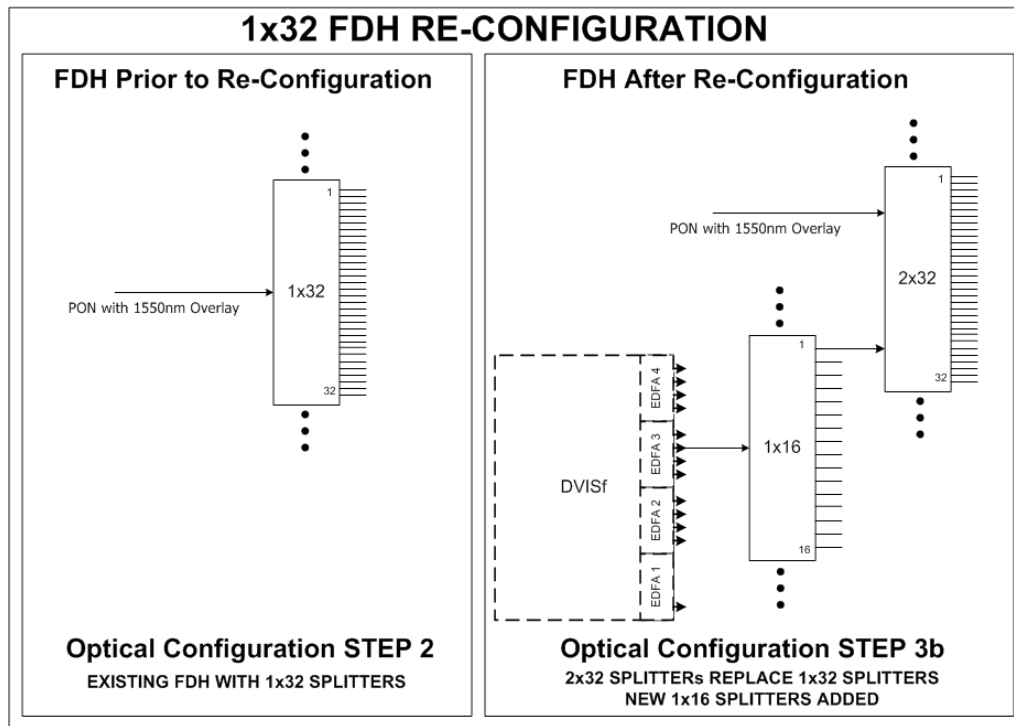 1x32 FDH RE-CONFIGURATION
FDH Prior to Re-Configuration
1
1x32
PON with 1550nm Overlay
32
Optical Configuration STEP 2
EXISTING FDH WITH 1x32 SPLITTERS
FDH After Re-Configuration
1
PON with 1550nm Overlay
2x32
32
1
1x16
16
EDFA 4
EDFA 3
DVISf
EDFA 2
EDFA 1
Optical Configuration STEP 3b
2x32 SPLITTERs REPLACE 1x32 SPLITTERS
NEW 1x16 SPLITTERS ADDED